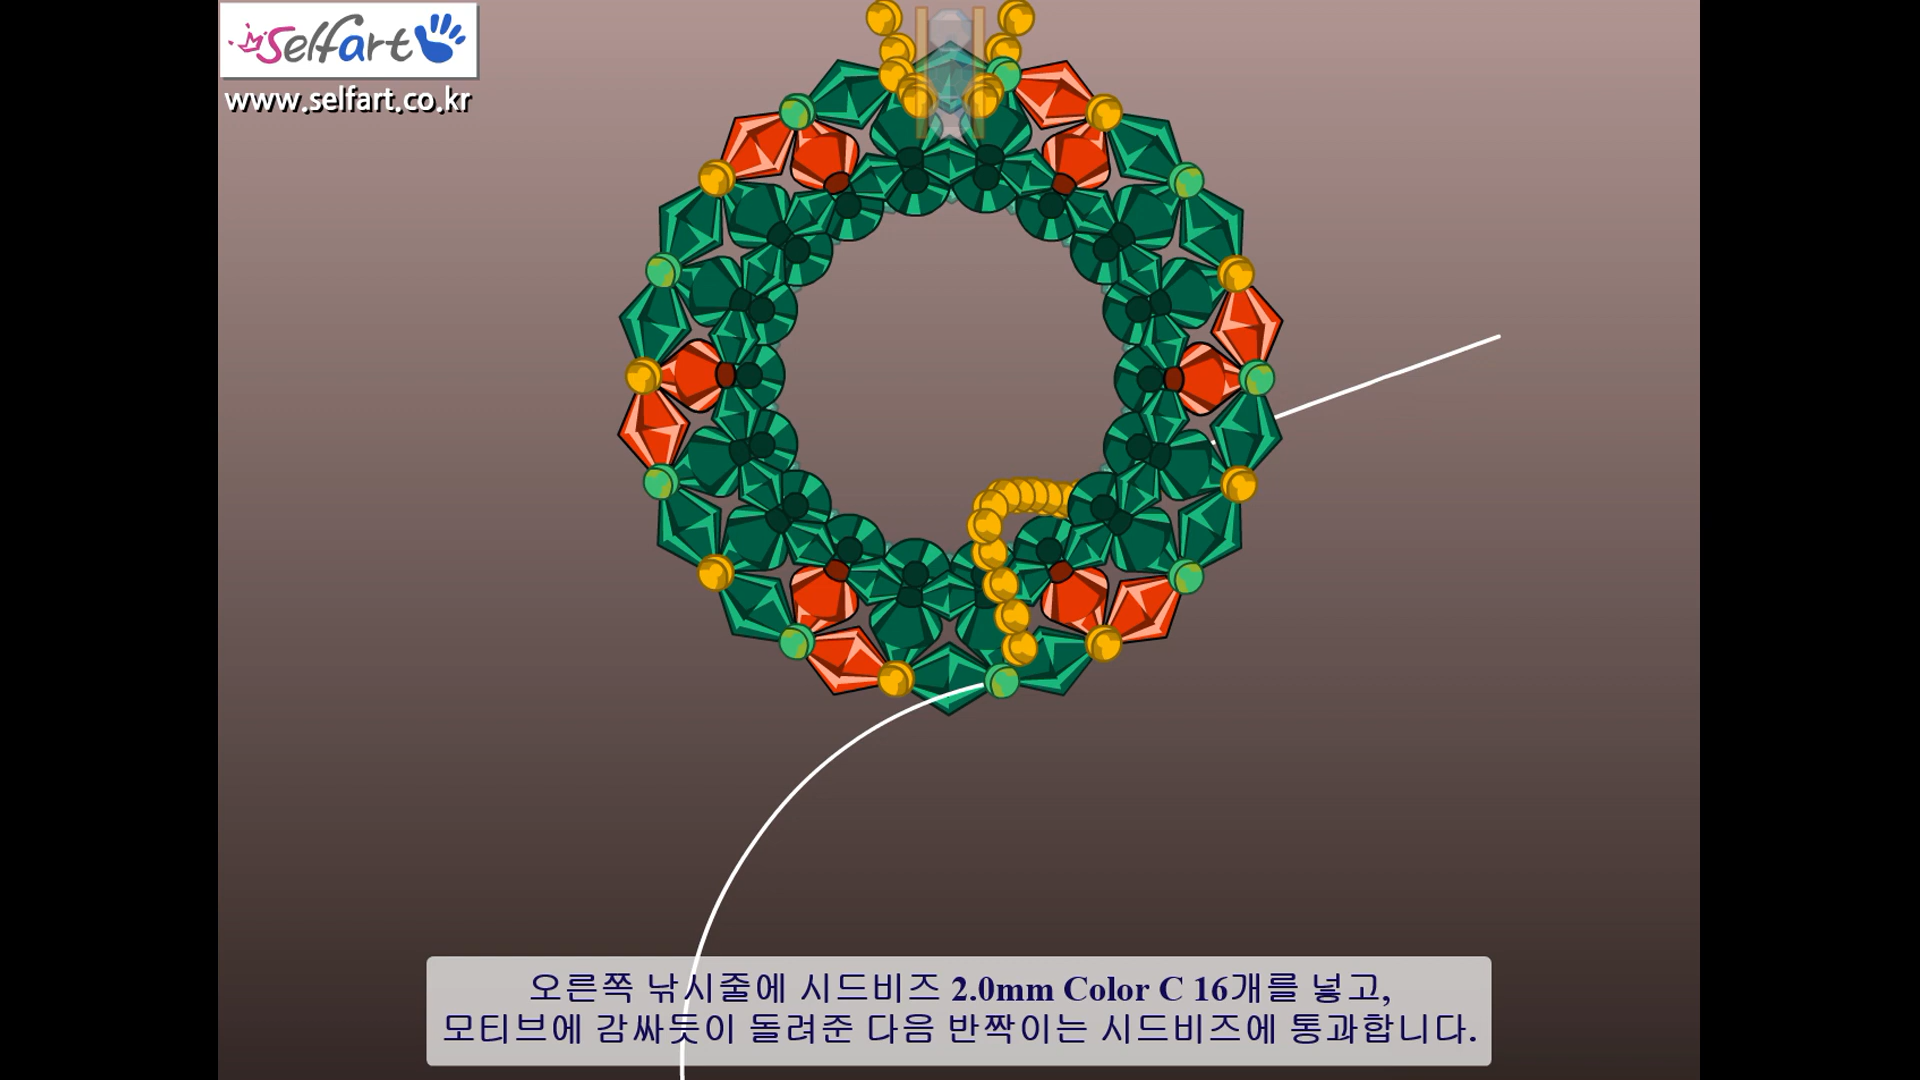 Selfart
www.selfart.co.kr
오른쪽 낚시줄에 시드비즈 2.0mm Color C 16개를 넣고,
모티브에 감싸듯이 돌려준 다음 반짝이는 시드비즈에 통과합니다.